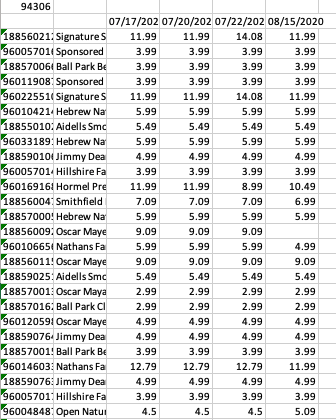 94306
07/17/202 07/20/202 07/22/202 08/15/2020
18856021 Signature S 11.99 11.99 14.08 11.99
96005701 Sponsored 3.99 3.99 3.99 3.99
18857006 Ball Park Be 3.99 3.99 3.99 3.99
96011908 Sponsored 3.99 3.99 3.99 3.99
96022551 Signature S 11.99 11.99 14.08 11.99
96010421 Hebrew Na 5.99 5.99 5.99 5.99
18855010 Aidells Smo 5.49 5.49 5.49 5.49
96033189 Hebrew Na 5.99 5.99 5.99 5.99
18859010 Jimmy Dea 4.99 4.99 4.99 4.99
96005701 Hillshire Fa 3.99 3.99 3.99 3.99
96016916 Hormel Pre 11.99 11.99 8.99 10.49
18856004 Smithfield 7.09 7.09 7.09 6.99
18857000 Hebrew Na 5.99 5.99 5.99 5.99
18856009 Oscar Maye 9.09 9.09 9.09
96010665 Nathans Fa 5.99 5.99 5.99 4.99
18856011 Oscar Maye 9.09 9.09 9.09 9.09
18859025 Aidells Smo 5.49 5.49 5.49 5.49
18857001 Oscar Maye 2.99 2.99 2.99 2.99
18857016 Ball Park Cl 2.99 2.99 2.99 2.99
96012059 Oscar Maye 4.99 4.99 4.99 4.99
18859076 Jimmy Dea 4.99 4.99 4.99 4.99
18857001 Ball Park Be 3.99 3.99 3.99 3.99
96014603 Nathans Fa 12.79 12.79 12.79 11.99
18859076 Jimmy Dea 4.99 4.99 4.99 4.99
96005701 Hillshire Fa 3.99 3.99 3.99 3.99
96004848 Open Natur 4.5 4.5 4.5 5.09